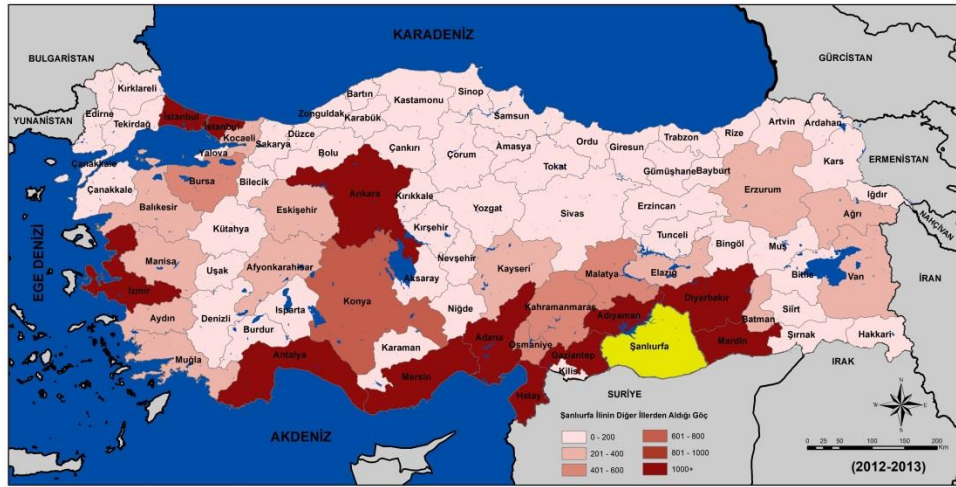 KARADENİZ
BULGARİSTAN
GÜRCİSTAN
YUNANİSTAN
ERMENİSTAN
NAHÇIVAN
İRAN
EGE DENİZİ
AKDENİZ
SURİYE
IRAK
Kırklareli
Edirne
Tekirdağ
İstanbul
İstanbul
Kocaeli
Yalova
Sakarya
Düzce
Zonguldak
Bartın
Karabük
Kastamonu
Sinop
Samsun
Ordu
Giresun
Trabzon
Rize
Artvin
Ardahan
Kars
Iğdır
Ağrı
Çanakkale
Çanakkale
Bursa
Bilecik
Bolu
Çankırı
Çorum
Amasya
Tokat
Gümüşhane
Bayburt
Erzurum
Erzincan
Balıkesir
Kütahya
Eskişehir
Ankara
Kırıkkale
Kırşehir
Yozgat
Sivas
Tunceli
Bingöl
Muş
Bitlis
Van
Manisa
Uşak
Afyonkarahisar
Konya
Aksaray
Nevşehir
Kayseri
Malatya
Elazığ
Diyarbakır
Batman
Siirt
Şırnak
Hakkari
İzmir
Aydın
Denizli
Burdur
Isparta
Niğde
Kahramanmaraş
Adıyaman
Mardin
Muğla
Antalya
Karaman
Mersin
Adana
Osmaniye
Gaziantep
Kilis
Hatay
Şanlıurfa
Şanlıurfa İlinin Diğer İllerden Aldığı Göç
0 - 200
201 - 400
401 - 600
601 - 800
801 - 1000
1000+
N
W
E
S
0 25 50 100 150 200
Km
(2012-2013)